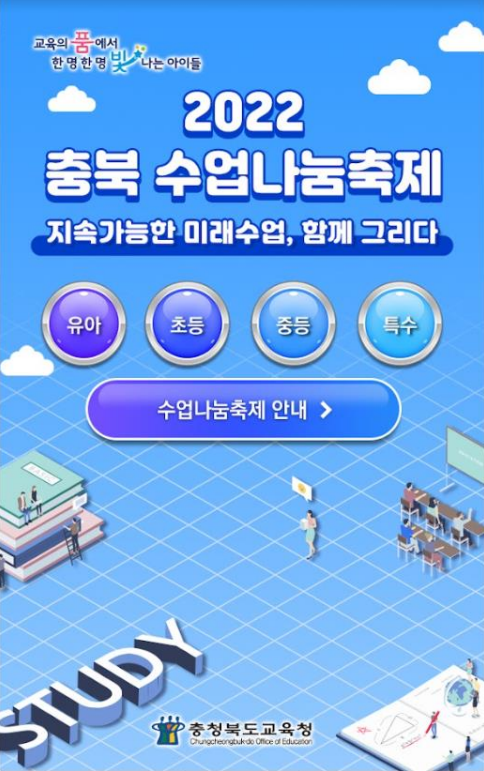 교육의 품에서
한 명 한 명 빛나는 아이들
2022
충북 수업나눔축제
지속가능한 미래수업, 함께 그리다
유아 초등 중등 특수
수업나눔축제 안내 >
STUDY
충청북도교육청
Chungcheongbuk-do Office of Education